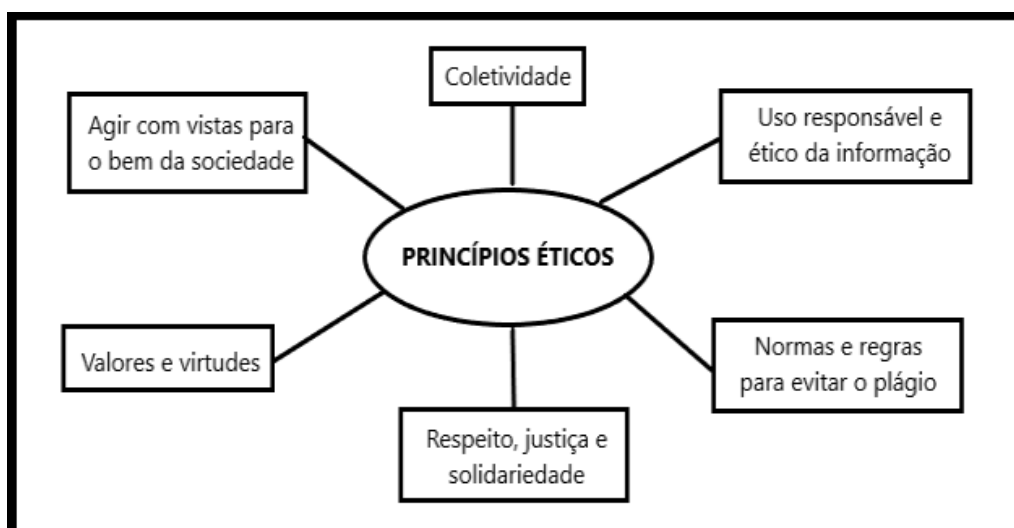 Coletividade
Agir com vistas para
o bem da sociedade
Uso responsável e
ético da informação
PRINCÍPIOS ÉTICOS
Valores e virtudes
Normas e regras
para evitar o plágio
Respeito, justiça e
solidariedade